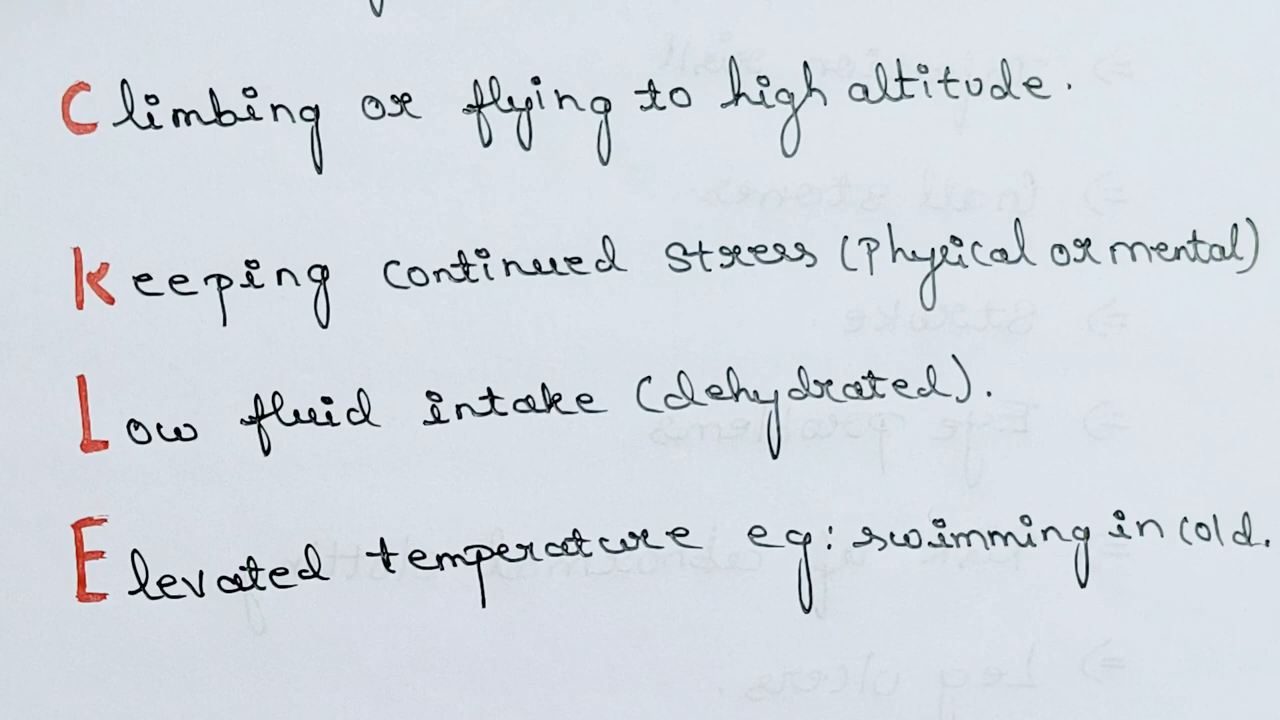 Climbing or flying to high altitude.
Keeping continued stress (Physical or mental)
Low fluid intake (dehydrated).
Elevated temperature eg: swimming in cold.